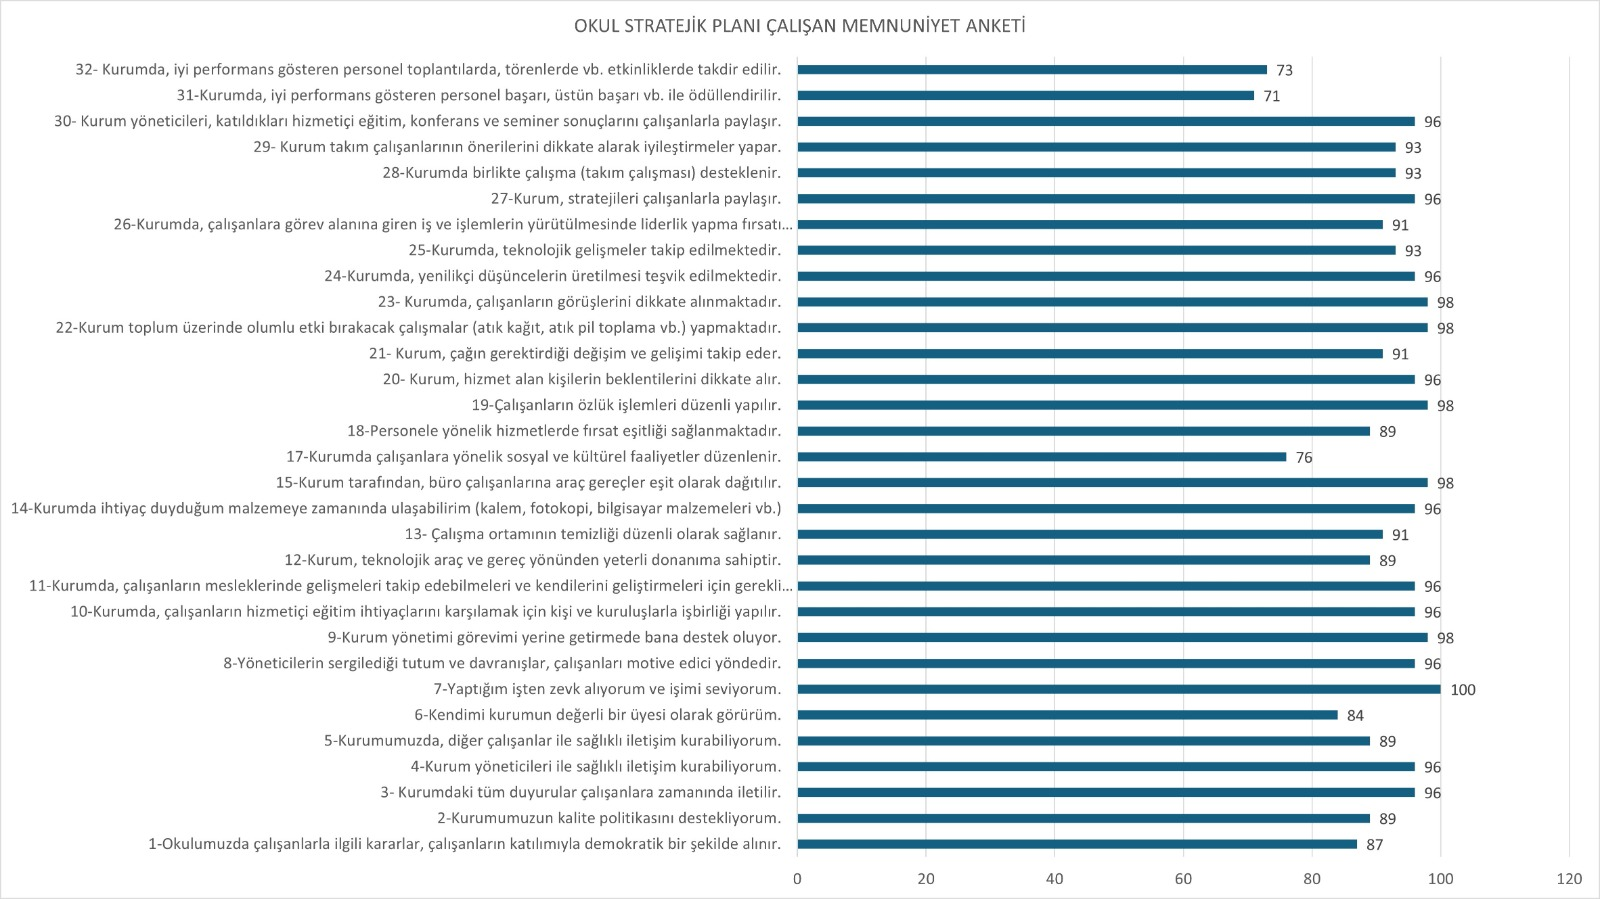 OKUL STRATEJİK PLANI ÇALIŞAN MEMNUNİYET ANKETİ
32- Kurumda, iyi performans gösteren personel toplantılarda, törenlerde vb. etkinliklerde takdir edilir. 73
31-Kurumda, iyi performans gösteren personel başarı, üstün başarı vb. ile ödüllendirilir. 71
30- Kurum yöneticileri, katıldıkları hizmetiçi eğitim, konferans ve seminer sonuçlarını çalışanlarla paylaşır. 96
29- Kurum takım çalışanlarının önerilerini dikkate alarak iyileştirmeler yapar. 93
28-Kurumda birlikte çalışma (takım çalışması) desteklenir. 93
27-Kurum, stratejileri çalışanlarla paylaşır. 96
26-Kurumda, çalışanlara görev alanına giren iş ve işlemlerin yürütülmesinde liderlik yapma fırsatı... 91
25-Kurumda, teknolojik gelişmeler takip edilmektedir. 93
24-Kurumda, yenilikçi düşüncelerin üretilmesi teşvik edilmektedir. 96
23- Kurumda, çalışanların görüşlerini dikkate alınmaktadır. 98
22-Kurum toplum üzerinde olumlu etki bırakacak çalışmalar (atık kağıt, atık pil toplama vb.) yapmaktadır. 98
21- Kurum, çağın gerektirdiği değişim ve gelişimi takip eder. 91
20- Kurum, hizmet alan kişilerin beklentilerini dikkate alır. 96
19-Çalışanların özlük işlemleri düzenli yapılır. 98
18-Personele yönelik hizmetlerde fırsat eşitliği sağlanmaktadır. 89
17-Kurumda çalışanlara yönelik sosyal ve kültürel faaliyetler düzenlenir. 76
15-Kurum tarafından, büro çalışanlarına araç gereçler eşit olarak dağıtılır. 98
14-Kurumda ihtiyaç duyduğum malzemeye zamanında ulaşabilirim (kalem, fotokopi, bilgisayar malzemeleri vb.) 96
13- Çalışma ortamının temizliği düzenli olarak sağlanır. 91
12-Kurum, teknolojik araç ve gereç yönünden yeterli donanıma sahiptir. 89
11-Kurumda, çalışanların mesleklerinde gelişmeleri takip edebilmeleri ve kendilerini geliştirmeleri için gerekli... 96
10-Kurumda, çalışanların hizmetiçi eğitim ihtiyaçlarını karşılamak için kişi ve kuruluşlarla işbirliği yapılır. 96
9-Kurum yönetimi görevimi yerine getirmede bana destek oluyor. 98
8-Yöneticilerin sergilediği tutum ve davranışlar, çalışanları motive edici yöndedir. 96
7-Yaptığım işten zevk alıyorum ve işimi seviyorum. 100
6-Kendimi kurumun değerli bir üyesi olarak görürüm. 84
5-Kurumumuzda, diğer çalışanlar ile sağlıklı iletişim kurabiliyorum. 89
4-Kurum yöneticileri ile sağlıklı iletişim kurabiliyorum. 96
3- Kurumdaki tüm duyurular çalışanlara zamanında iletilir. 96
2-Kurumumuzun kalite politikasını destekliyorum. 89
1-Okulumuzda çalışanlarla ilgili kararlar, çalışanların katılımıyla demokratik bir şekilde alınır. 87
0 20 40 60 80 100 120